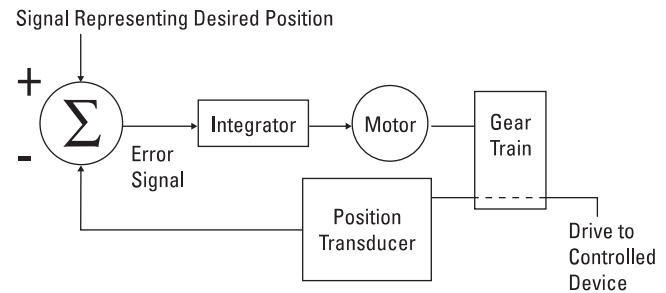 Signal Representing Desired Position
+
Σ
-
Error
Signal
Integrator
Motor
Gear
Train
Position
Transducer
Drive to
Controlled
Device